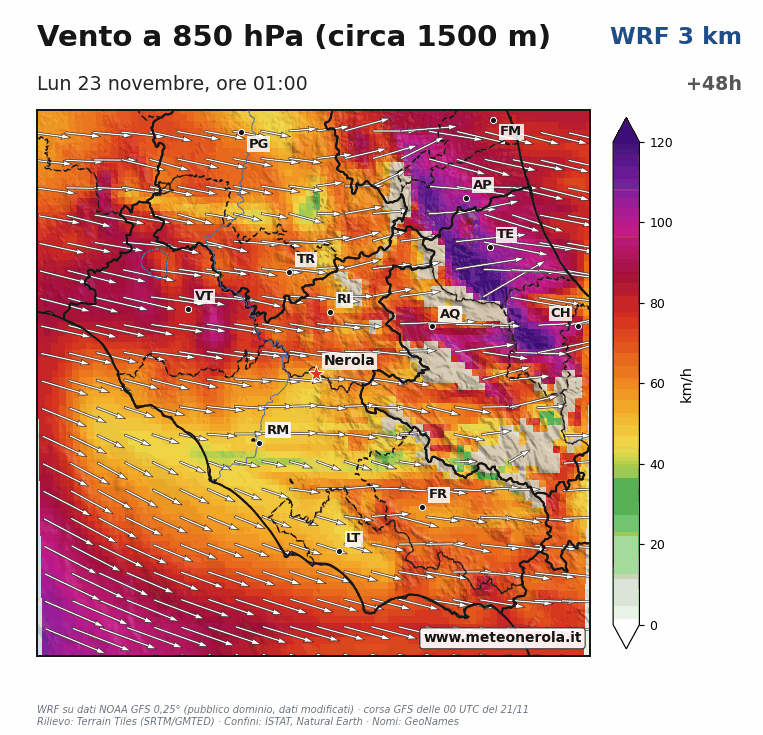 Vento a 850 hPa (circa 1500 m)
WRF 3 km
Lun 23 novembre, ore 01:00
+48h
FM
PG
AP
TE
TR
VT
RI
AQ
CH
Nerola
RM
FR
LT
www.meteonerola.it
120
100
80
60
40
20
0
km/h
WRF su dati NOAA GFS 0,25° (pubblico dominio, dati modificati) · corsa GFS delle 00 UTC del 21/11
Rilievo: Terrain Tiles (SRTM/GMTED) · Confini: ISTAT, Natural Earth · Nomi: GeoNames